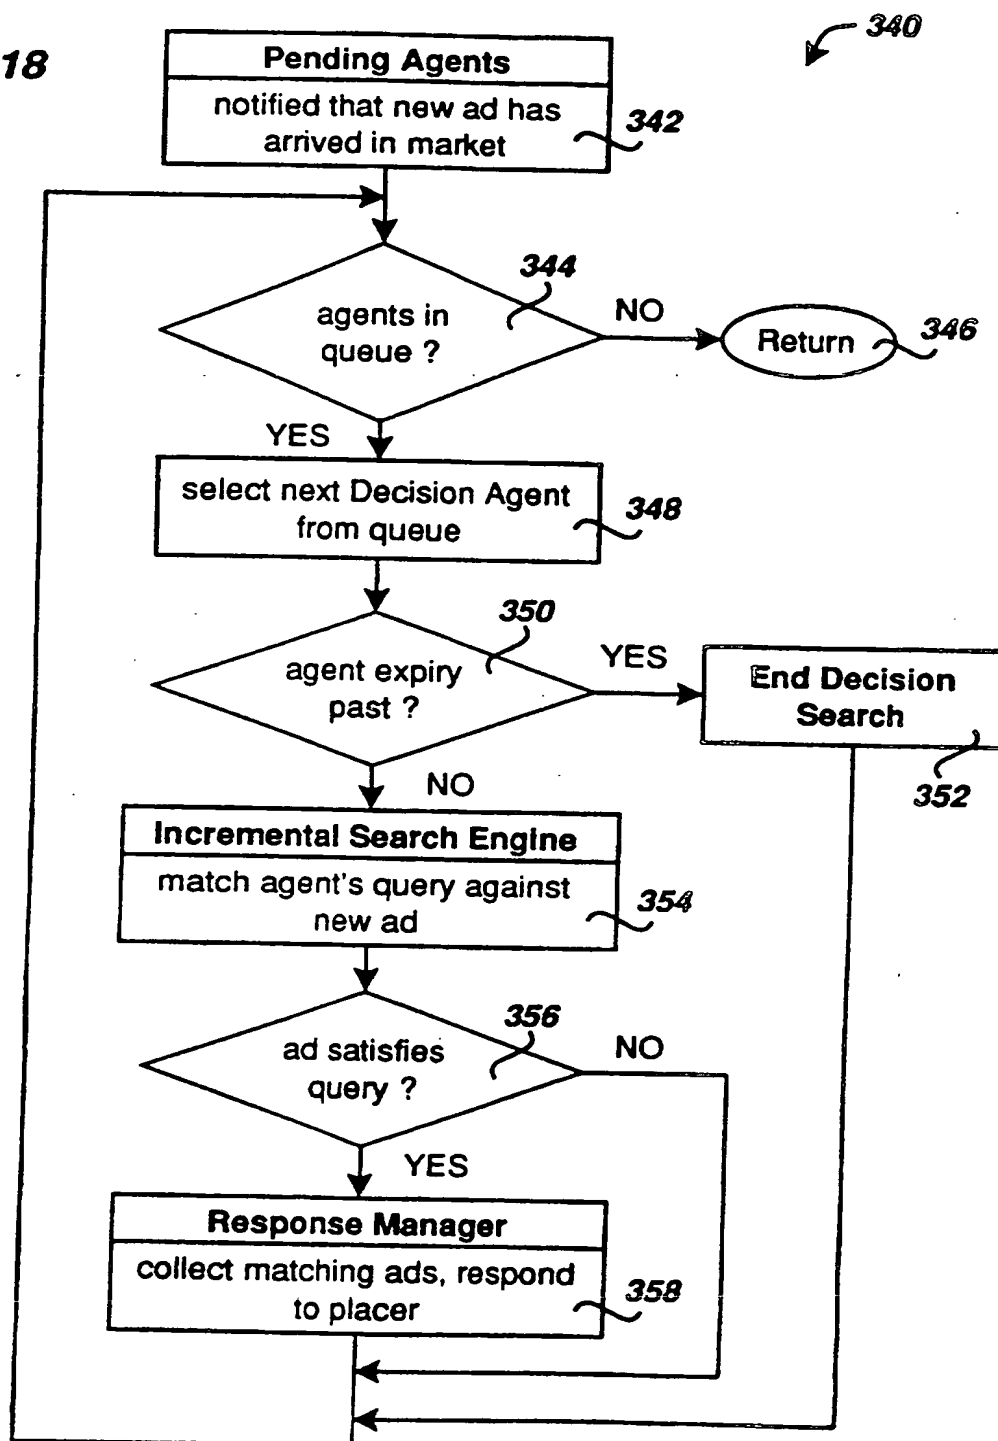 18
340
Pending Agents
notified that new ad has
arrived in market
342
344
agents in
queue ?
NO
Return
346
YES
select next Decision Agent
from queue
348
350
agent expiry
past ?
YES
End Decision
Search
352
NO
Incremental Search Engine
match agent's query against
new ad
354
356
ad satisfies
query ?
NO
YES
Response Manager
collect matching ads, respond
to placer
358